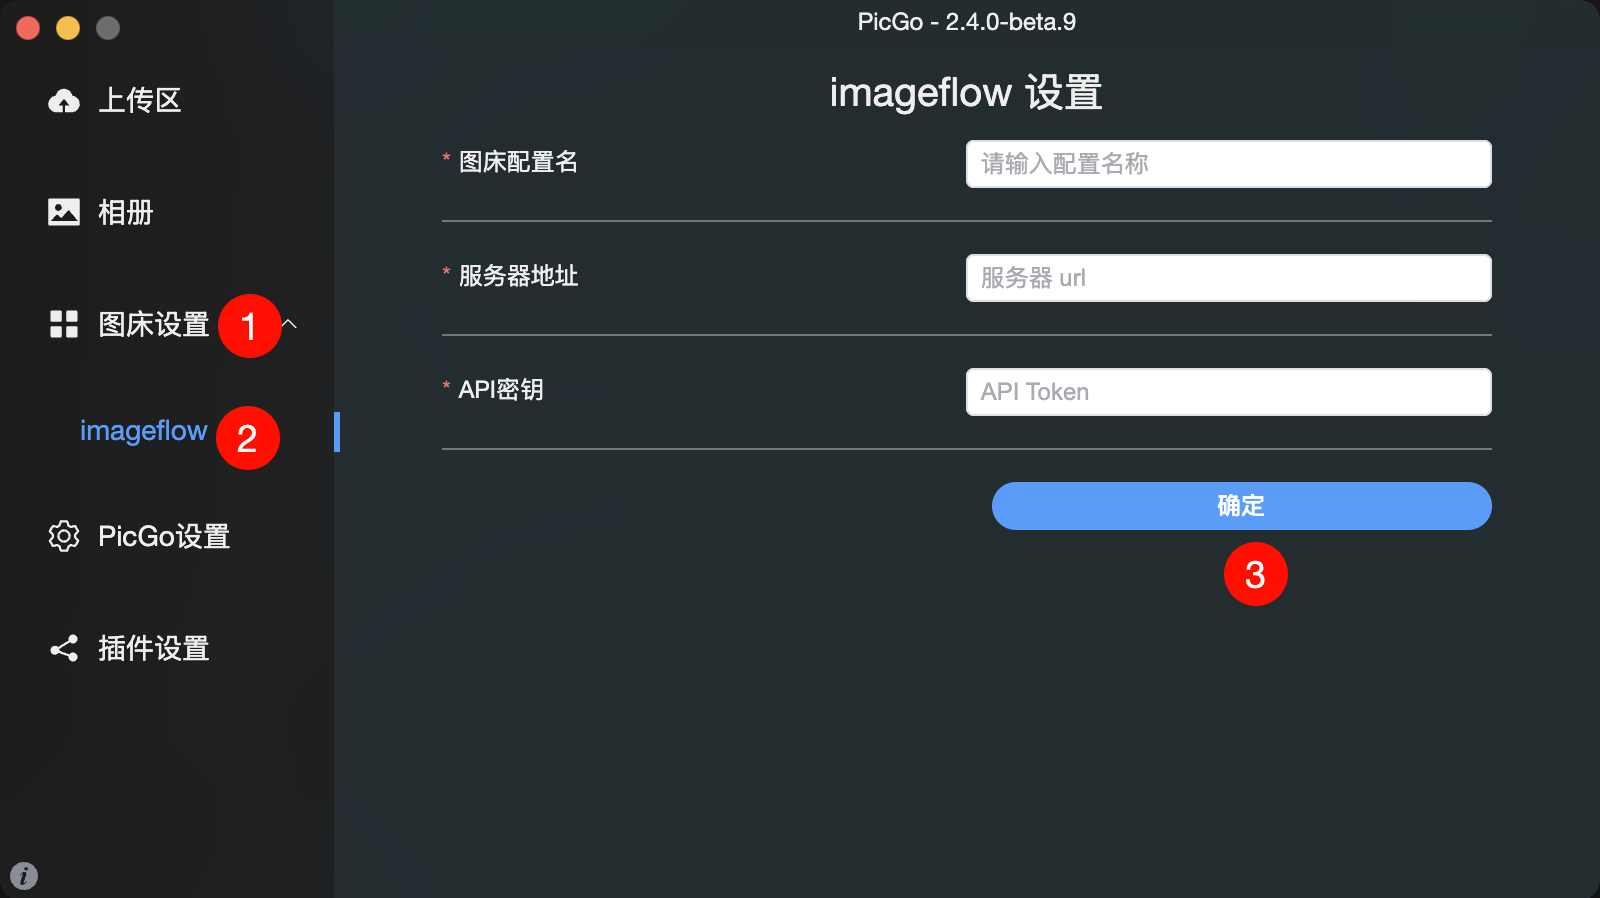 PicGo - 2.4.0-beta.9
上传区
相册
图床设置 1
imageflow 2
PicGo设置
插件设置
i
imageflow 设置
* 图床配置名 请输入配置名称
* 服务器地址 服务器 url
* API密钥 API Token
确定
3